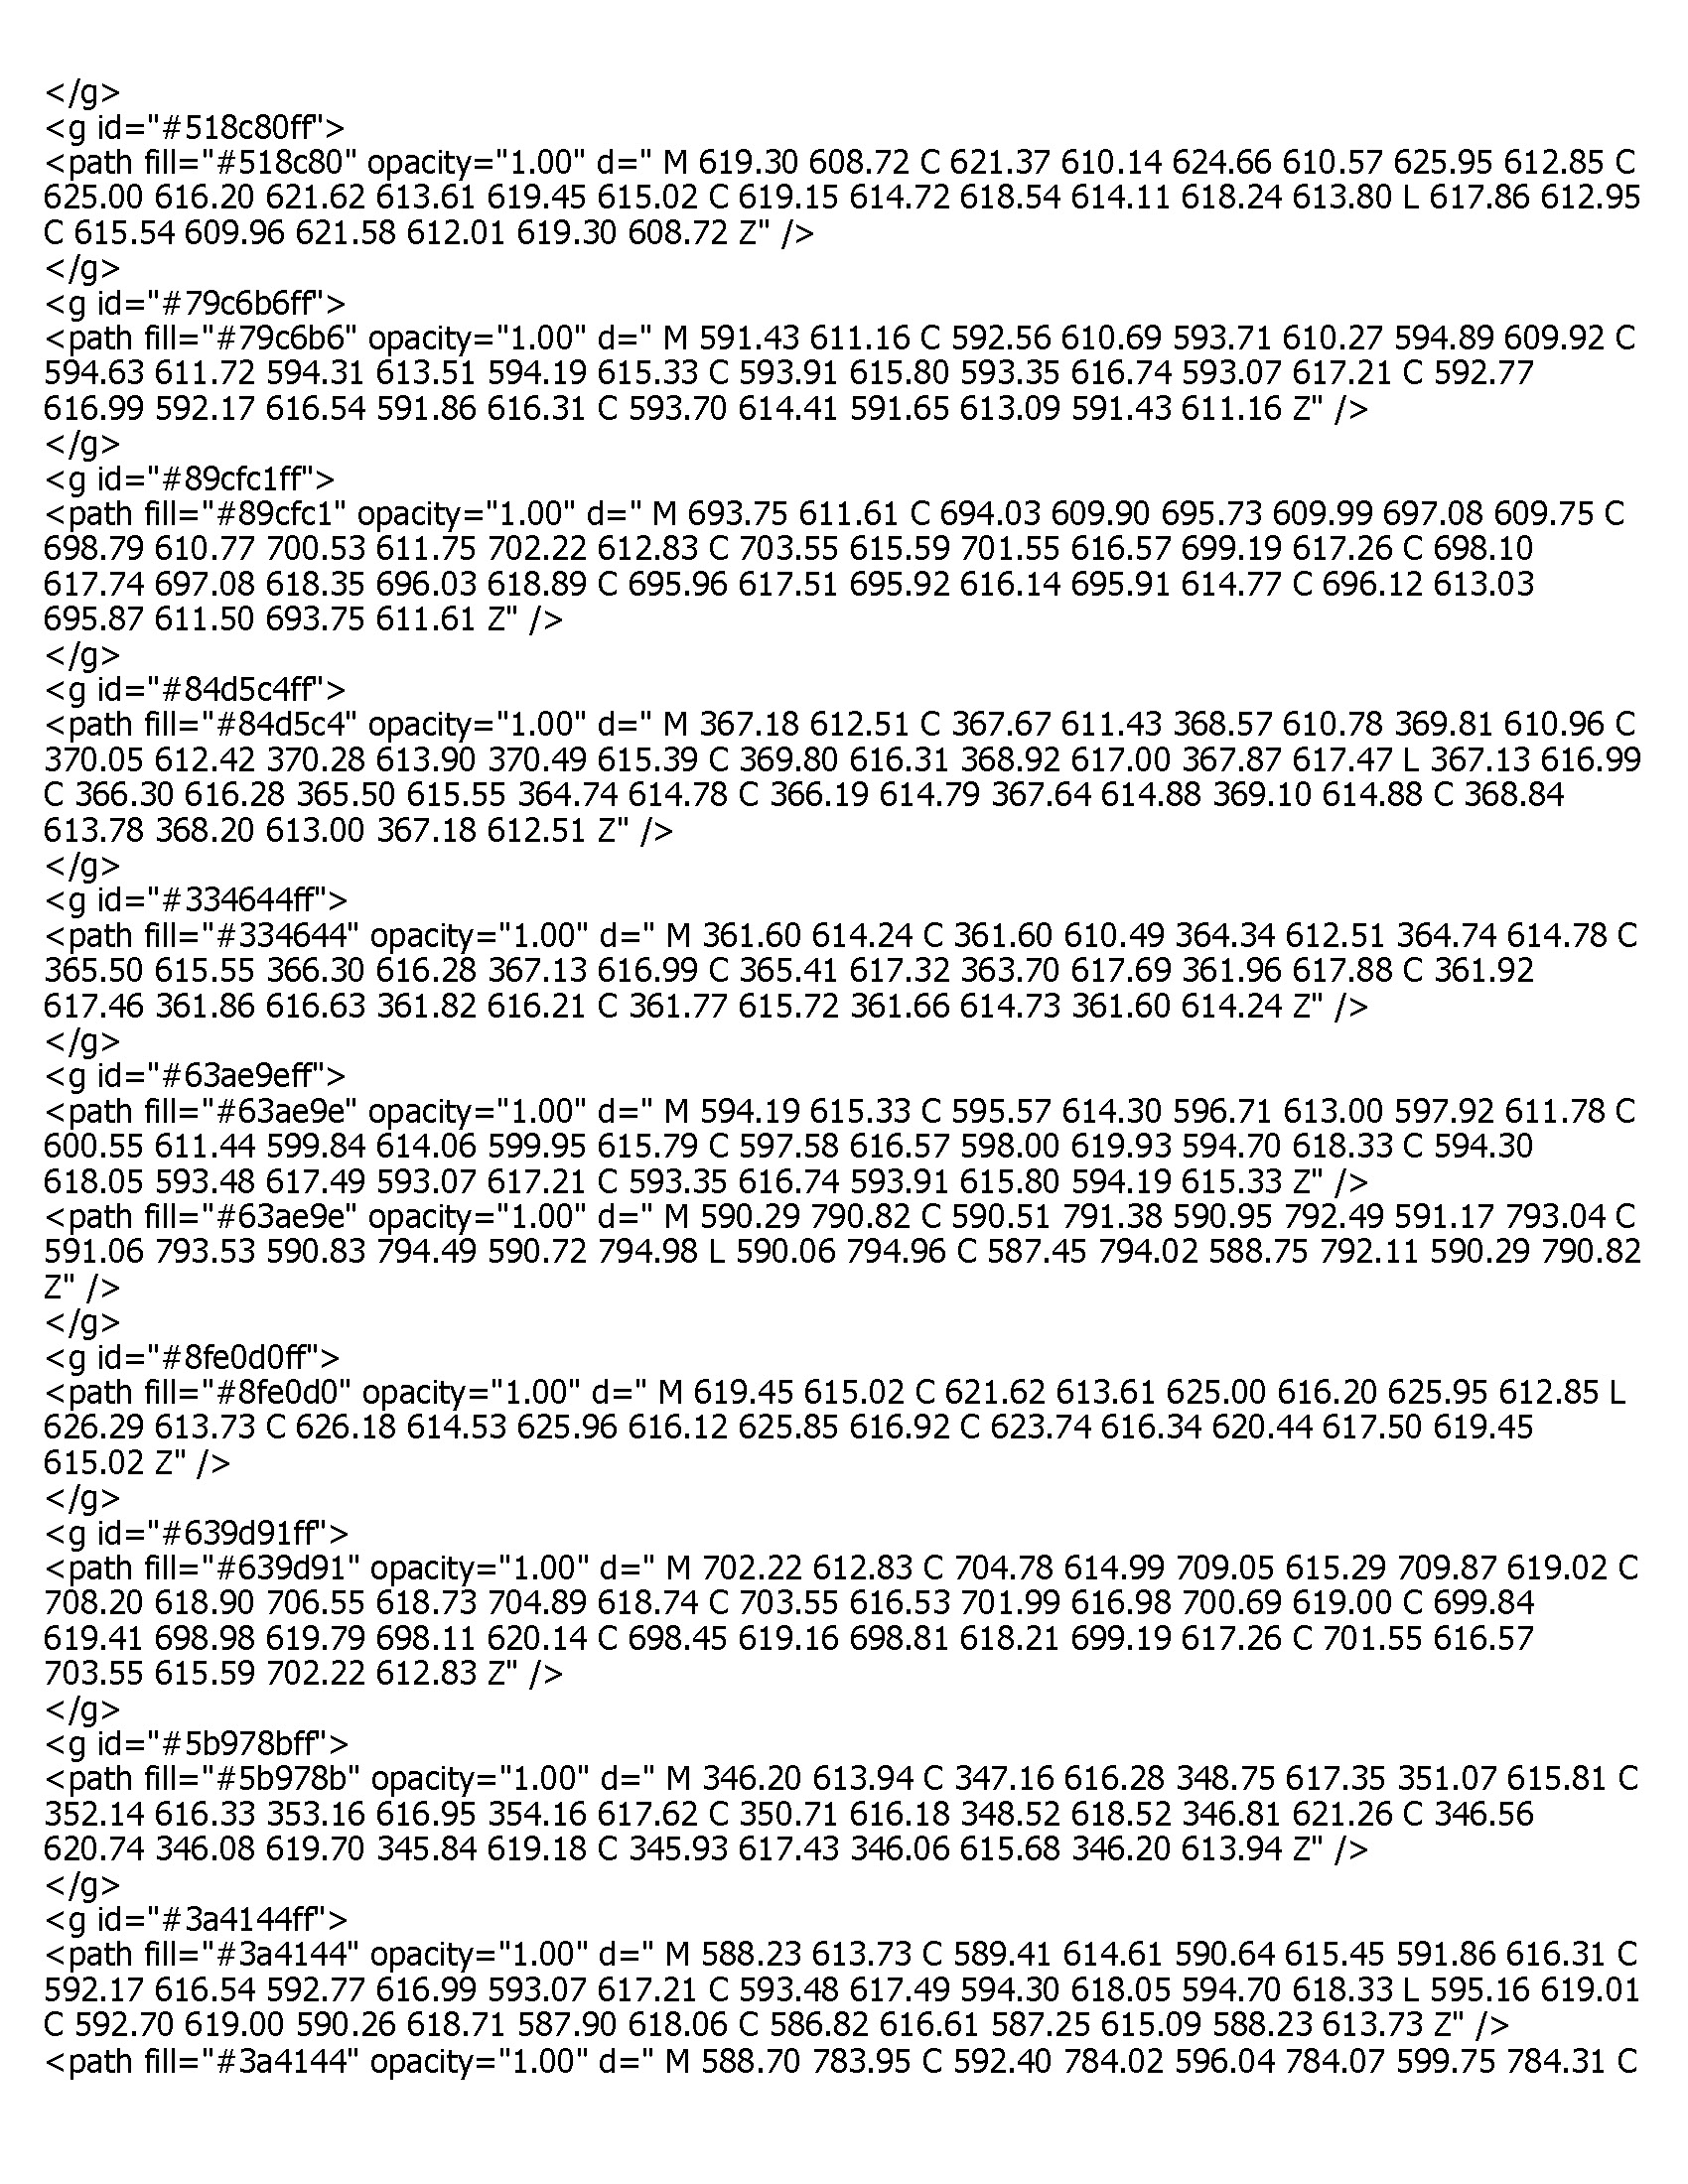 </g>
<g id="#518c80ff">
<path fill="#518c80" opacity="1.00" d=" M 619.30 608.72 C 621.37 610.14 624.66 610.57 625.95 612.85 C
625.00 616.20 621.62 613.61 619.45 615.02 C 619.15 614.72 618.54 614.11 618.24 613.80 L 617.86 612.95
C 615.54 609.96 621.58 612.01 619.30 608.72 Z" />
</g>
<g id="#79c6b6ff">
<path fill="#79c6b6" opacity="1.00" d=" M 591.43 611.16 C 592.56 610.69 593.71 610.27 594.89 609.92 C
594.63 611.72 594.31 613.51 594.19 615.33 C 593.91 615.80 593.35 616.74 593.07 617.21 C 592.77
616.99 592.17 616.54 591.86 616.31 C 593.70 614.41 591.65 613.09 591.43 611.16 Z" />
</g>
<g id="#89cfc1ff">
<path fill="#89cfc1" opacity="1.00" d=" M 693.75 611.61 C 694.03 609.90 695.73 609.99 697.08 609.75 C
698.79 610.77 700.53 611.75 702.22 612.83 C 703.55 615.59 701.55 616.57 699.19 617.26 C 698.10
617.74 697.08 618.35 696.03 618.89 C 695.96 617.51 695.92 616.14 695.91 614.77 C 696.12 613.03
695.87 611.50 693.75 611.61 Z" />
</g>
<g id="#84d5c4ff">
<path fill="#84d5c4" opacity="1.00" d=" M 367.18 612.51 C 367.67 611.43 368.57 610.78 369.81 610.96 C
370.05 612.42 370.28 613.90 370.49 615.39 C 369.80 616.31 368.92 617.00 367.87 617.47 L 367.13 616.99
C 366.30 616.28 365.50 615.55 364.74 614.78 C 366.19 614.79 367.64 614.88 369.10 614.88 C 368.84
613.78 368.20 613.00 367.18 612.51 Z" />
</g>
<g id="#334644ff">
<path fill="#334644" opacity="1.00" d=" M 361.60 614.24 C 361.60 610.49 364.34 612.51 364.74 614.78 C
365.50 615.55 366.30 616.28 367.13 616.99 C 365.41 617.32 363.70 617.69 361.96 617.88 C 361.92
617.46 361.86 616.63 361.82 616.21 C 361.77 615.72 361.66 614.73 361.60 614.24 Z" />
</g>
<g id="#63ae9eff">
<path fill="#63ae9e" opacity="1.00" d=" M 594.19 615.33 C 595.57 614.30 596.71 613.00 597.92 611.78 C
600.55 611.44 599.84 614.06 599.95 615.79 C 597.58 616.57 598.00 619.93 594.70 618.33 C 594.30
618.05 593.48 617.49 593.07 617.21 C 593.35 616.74 593.91 615.80 594.19 615.33 Z" />
<path fill="#63ae9e" opacity="1.00" d=" M 590.29 790.82 C 590.51 791.38 590.95 792.49 591.17 793.04 C
591.06 793.53 590.83 794.49 590.72 794.98 L 590.06 794.96 C 587.45 794.02 588.75 792.11 590.29 790.82
Z" />
</g>
<g id="#8fe0d0ff">
<path fill="#8fe0d0" opacity="1.00" d=" M 619.45 615.02 C 621.62 613.61 625.00 616.20 625.95 612.85 L
626.29 613.73 C 626.18 614.53 625.96 616.12 625.85 616.92 C 623.74 616.34 620.44 617.50 619.45
615.02 Z" />
</g>
<g id="#639d91ff">
<path fill="#639d91" opacity="1.00" d=" M 702.22 612.83 C 704.78 614.99 709.05 615.29 709.87 619.02 C
708.20 618.90 706.55 618.73 704.89 618.74 C 703.55 616.53 701.99 616.98 700.69 619.00 C 699.84
619.41 698.98 619.79 698.11 620.14 C 698.45 619.16 698.81 618.21 699.19 617.26 C 701.55 616.57
703.55 615.59 702.22 612.83 Z" />
</g>
<g id="#5b978bff">
<path fill="#5b978b" opacity="1.00" d=" M 346.20 613.94 C 347.16 616.28 348.75 617.35 351.07 615.81 C
352.14 616.33 353.16 616.95 354.16 617.62 C 350.71 616.18 348.52 618.52 346.81 621.26 C 346.56
620.74 346.08 619.70 345.84 619.18 C 345.93 617.43 346.06 615.68 346.20 613.94 Z" />
</g>
<g id="#3a4144ff">
<path fill="#3a4144" opacity="1.00" d=" M 588.23 613.73 C 589.41 614.61 590.64 615.45 591.86 616.31 C
592.17 616.54 592.77 616.99 593.07 617.21 C 593.48 617.49 594.30 618.05 594.70 618.33 L 595.16 619.01
C 592.70 619.00 590.26 618.71 587.90 618.06 C 586.82 616.61 587.25 615.09 588.23 613.73 Z" />
<path fill="#3a4144" opacity="1.00" d=" M 588.70 783.95 C 592.40 784.02 596.04 784.07 599.75 784.31 C